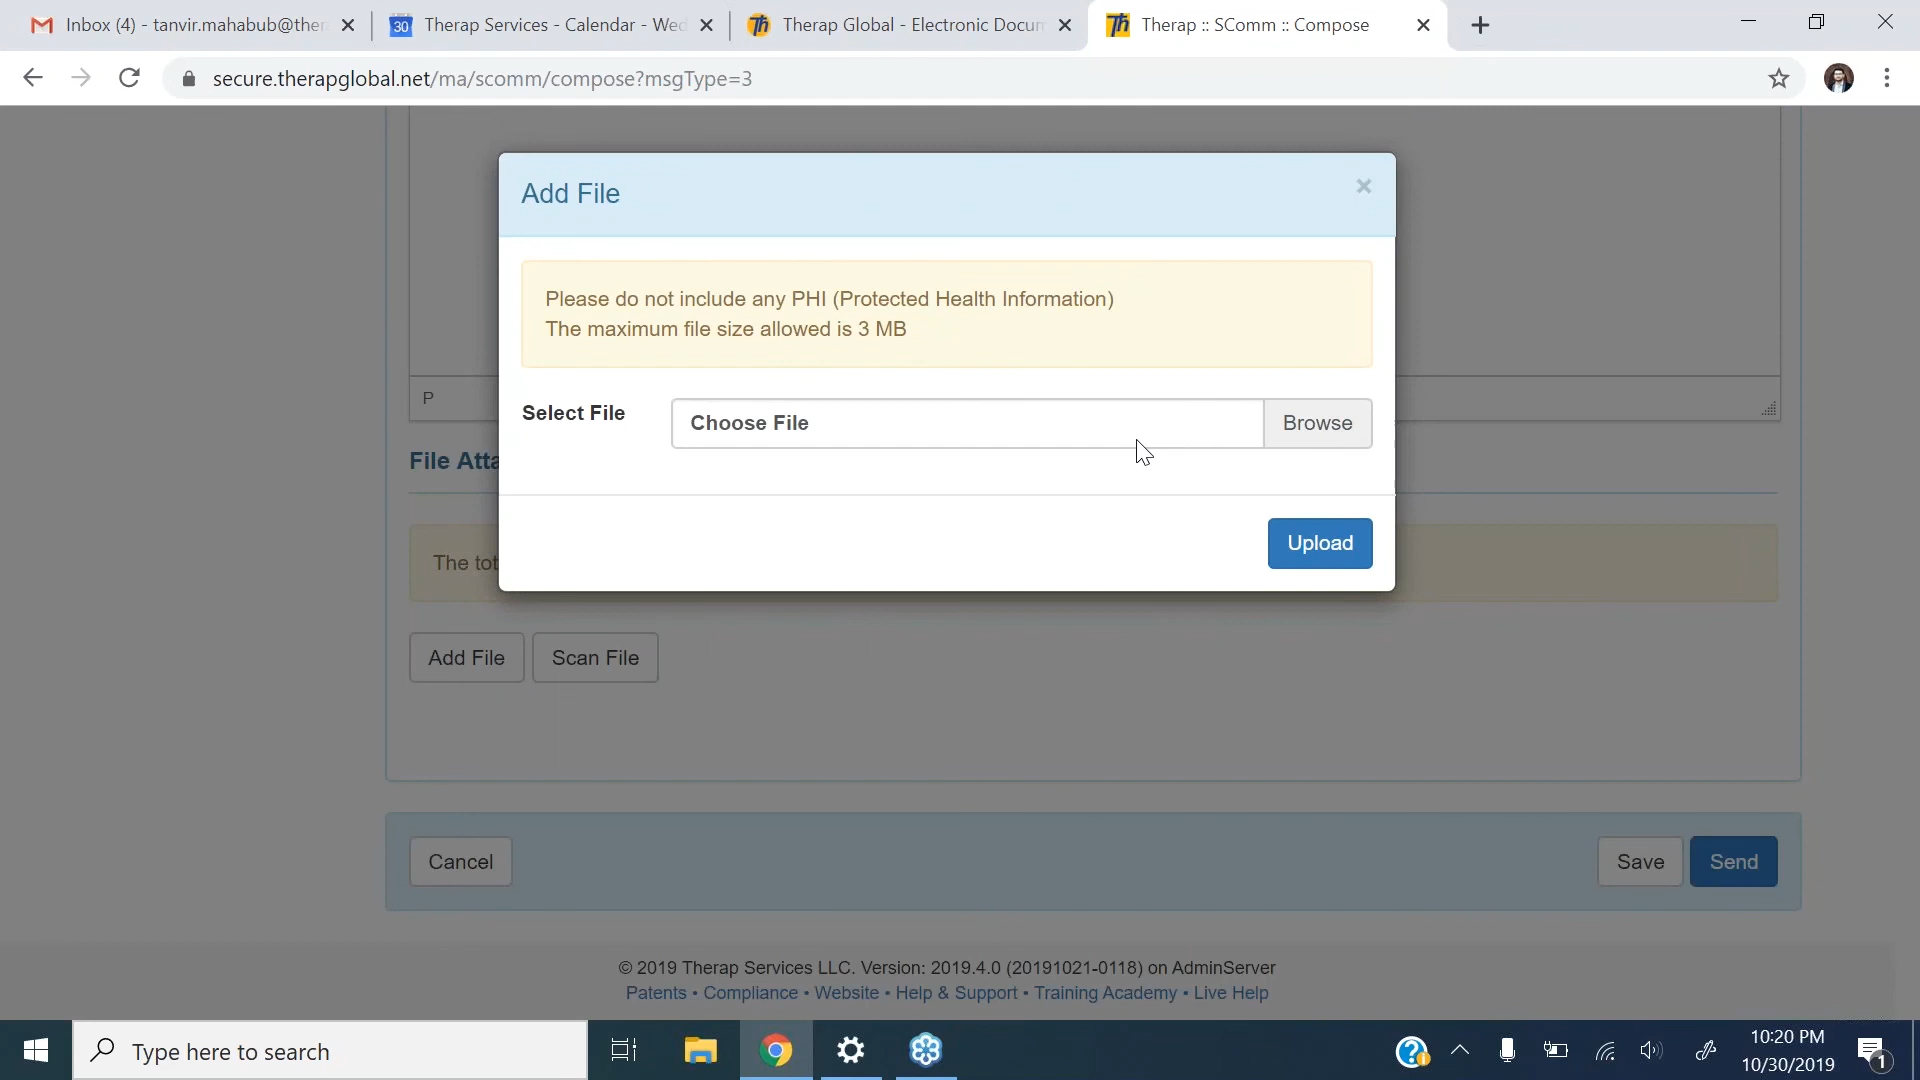 Inbox (4) - tanvir.mahabub@ther
30
Therap Services - Calendar - Wed
Th
Therap Global - Electronic Docum
Th
Therap :: SComm :: Compose
secure.therapglobal.net/ma/scomm/compose?msgType=3
Add File
×
Please do not include any PHI (Protected Health Information)
The maximum file size allowed is 3 MB
Select File
Choose File
Browse
P
File Atta
Upload
The tot
Add File
Scan File
Cancel
Save
Send
© 2019 Therap Services LLC. Version: 2019.4.0 (20191021-0118) on AdminServer
Patents • Compliance • Website • Help & Support • Training Academy • Live Help
Type here to search
10:20 PM
10/30/2019
1